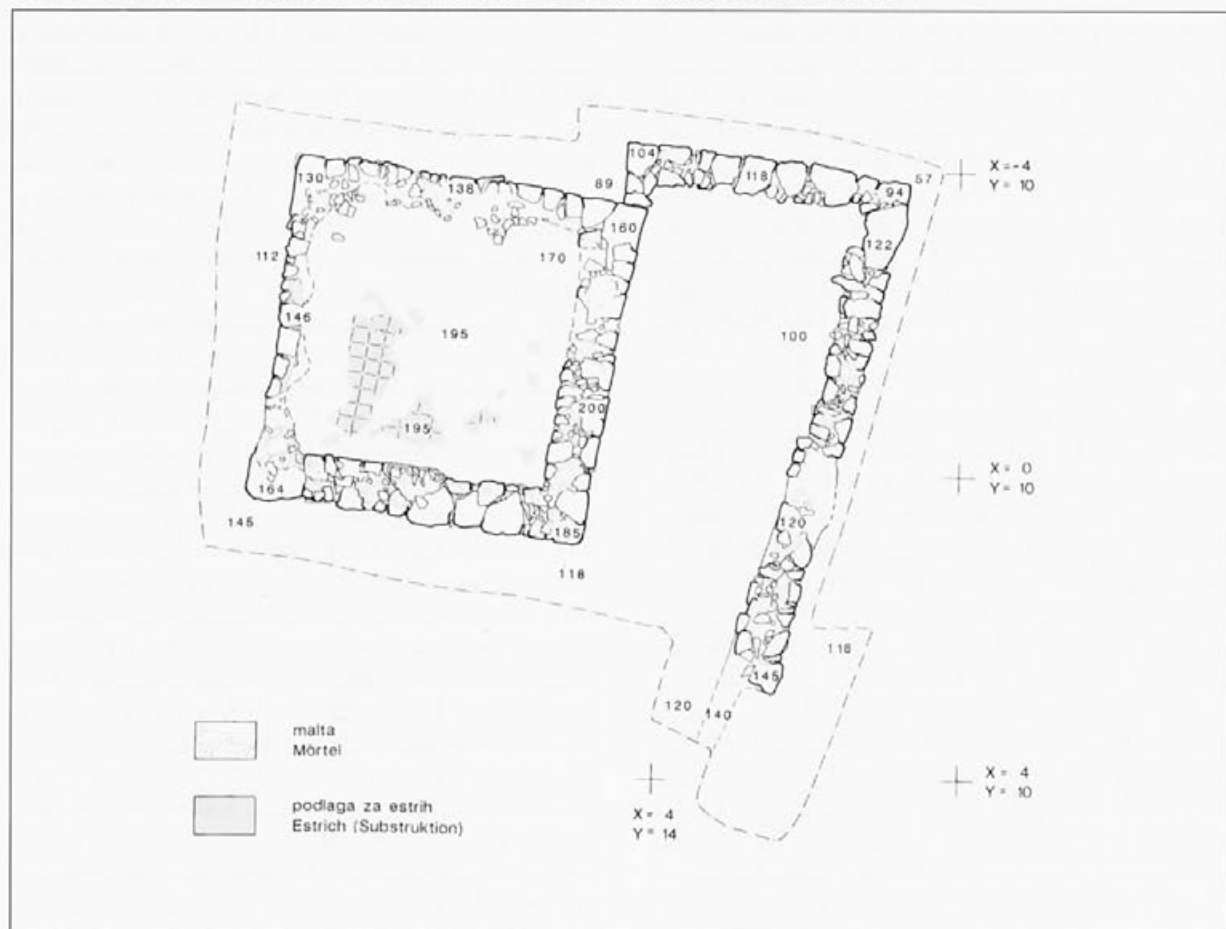 104
118
94
57
X = -4
Y = 10
130
138
89
160
122
112
170
146
195
100
200
195
164
X = 0
Y = 10
145
120
185
118
118
145
120
140
malta
Mörtel
podlaga za estrih
Estrich (Substruktion)
X = 4
Y = 14
X = 4
Y = 10